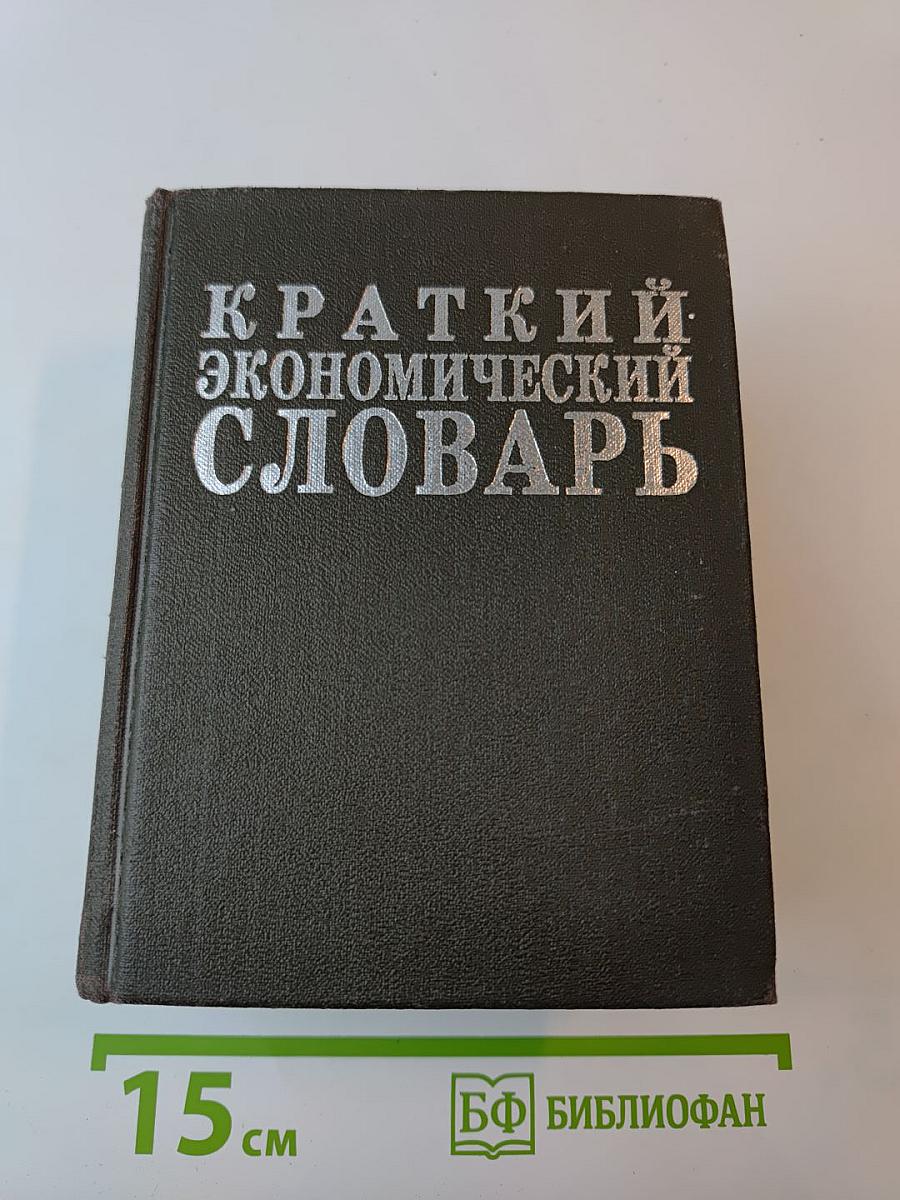 КРАТКИЙ
ЭКОНОМИЧЕСКИЙ
СЛОВАРЬ
15 см
БФ БИБЛИОФАН